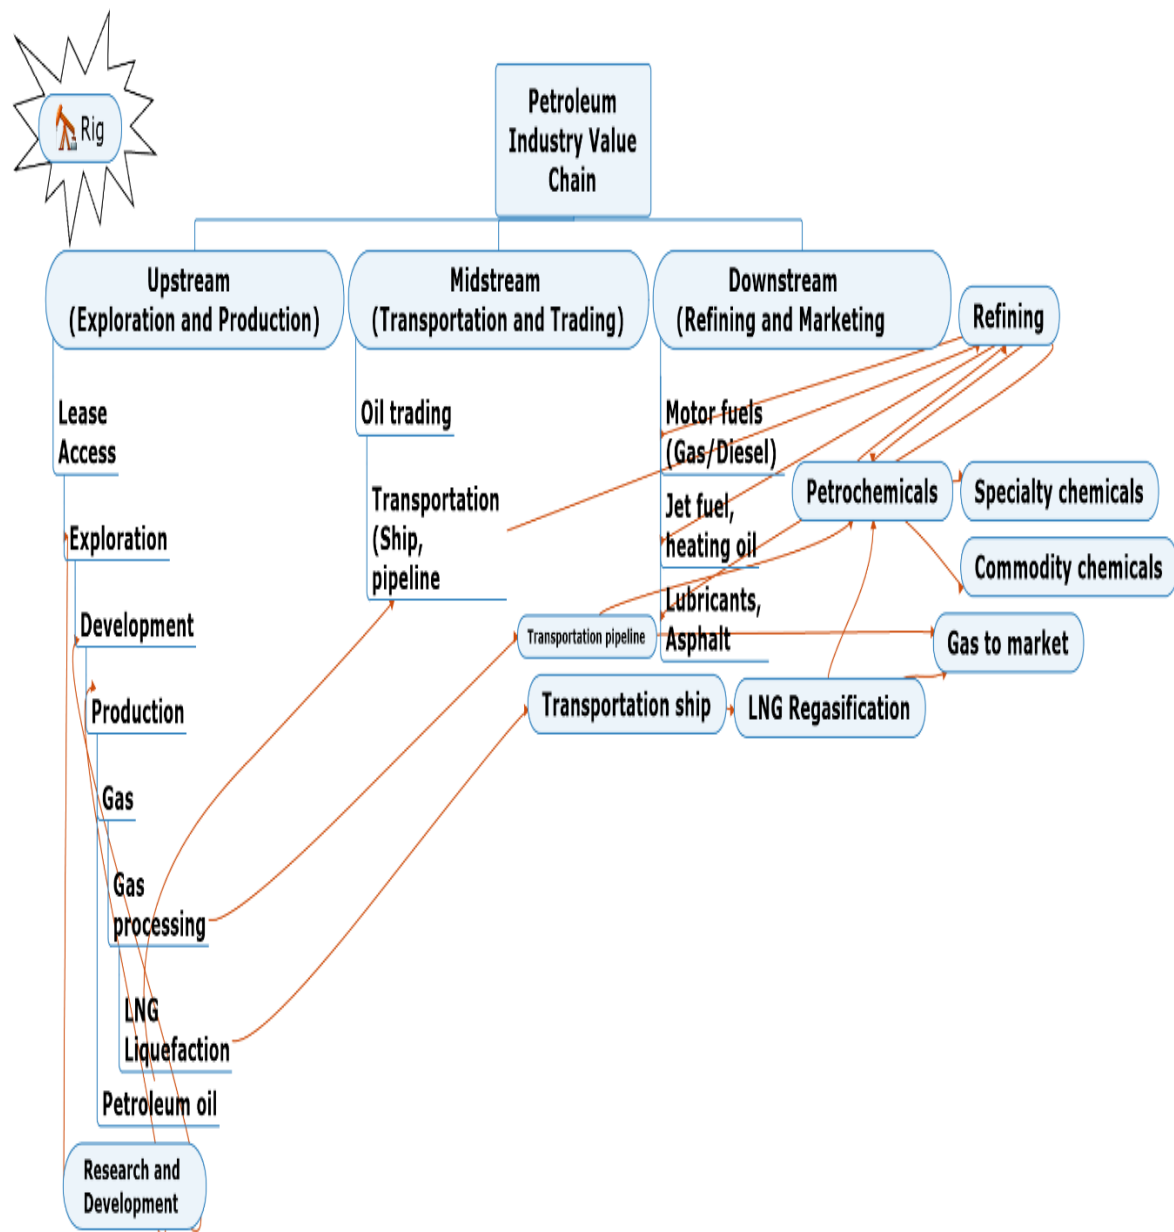 Rig
Petroleum
Industry Value
Chain
Upstream
(Exploration and Production)
Midstream
(Transportation and Trading)
Downstream
(Refining and Marketing
Refining
Lease
Access
Exploration
Development
Production
Gas
Gas
processing
LNG
Liquefaction
Petroleum oil
Research and
Development
Oil trading
Transportation
(Ship,
pipeline
Motor fuels
(Gas/Diesel)
Jet fuel,
heating oil
Lubricants,
Asphalt
Petrochemicals
Specialty chemicals
Commodity chemicals
Transportation pipeline
Gas to market
Transportation ship
LNG Regasification